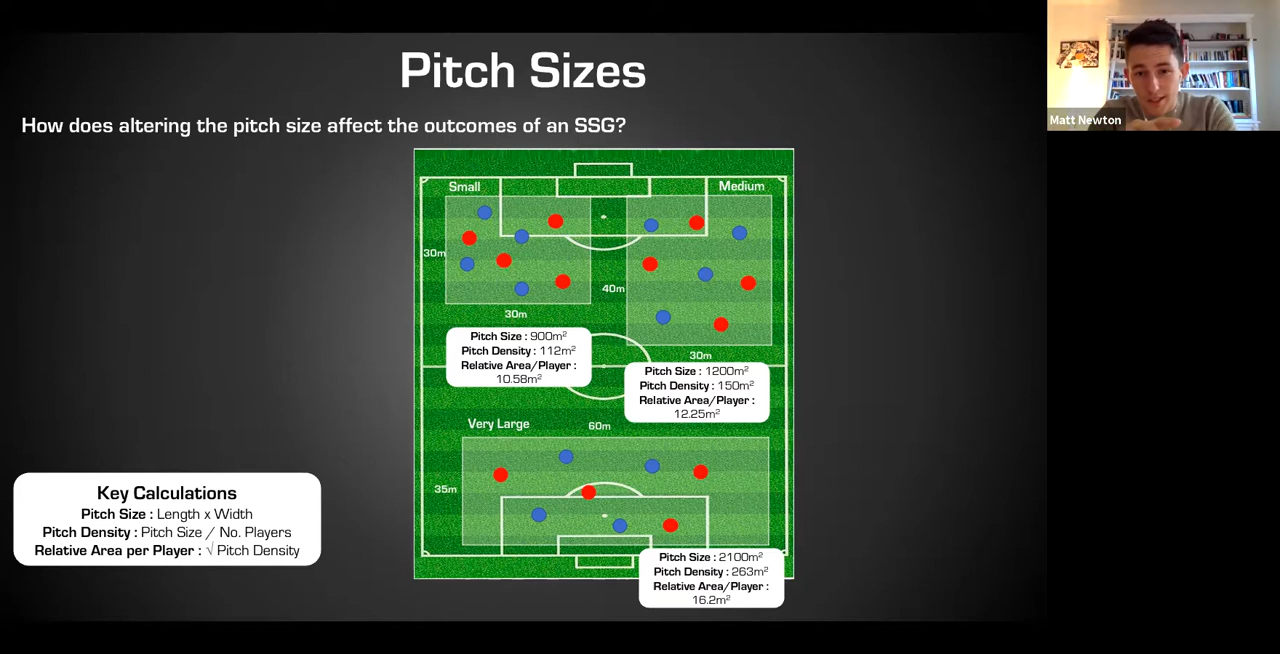 Pitch Sizes
Matt Newton
How does altering the pitch size affect the outcomes of an SSG?
Small
Medium
30m
40m
30m
Pitch Size : 900m²
Pitch Density : 112m²
Relative Area/Player :
10.58m²
30m
Pitch Size : 1200m²
Pitch Density : 150m²
Relative Area/Player :
12.25m²
Very Large
60m
35m
Key Calculations
Pitch Size : Length x Width
Pitch Density : Pitch Size / No. Players
Relative Area per Player : √ Pitch Density
Pitch Size : 2100m²
Pitch Density : 263m²
Relative Area/Player :
16.2m²